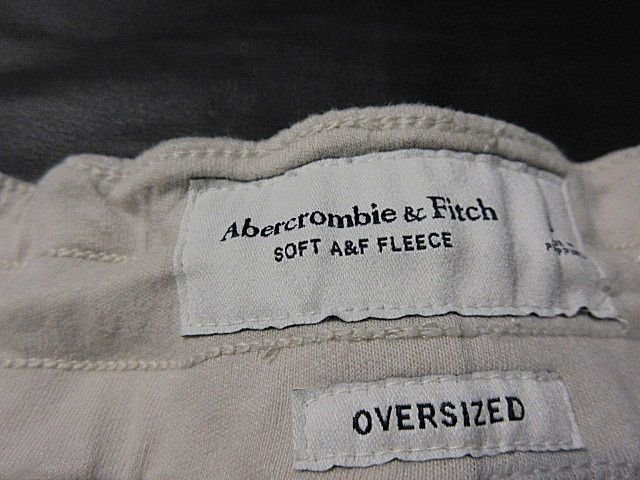 Abercrombie & Fitch
SOFT A&F FLEECE
OVERSIZED